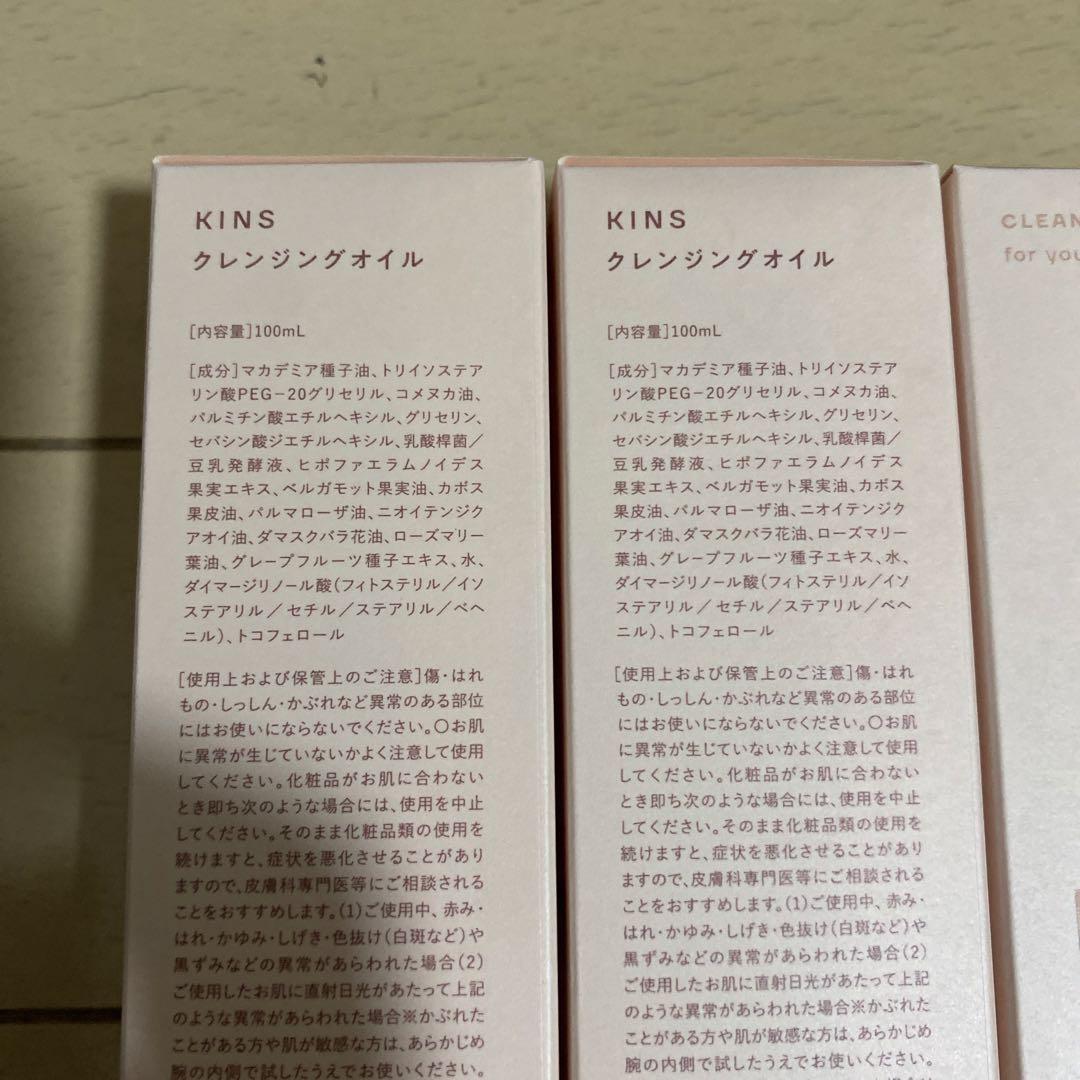 KINS
クレンジングオイル
[内容量]100mL
[成分]マカデミア種子油、トリイソステア
リン酸PEG−20グリセリル、コメヌカ油、
パルミチン酸エチルヘキシル、グリセリン、
セバシン酸ジエチルヘキシル、乳酸桿菌/
豆乳発酵液、ヒポファエラムノイデス
果実エキス、ベルガモット果実油、カボス
果皮油、パルマローザ油、ニオイテンジク
アオイ油、ダマスクバラ花油、ローズマリー
葉油、グレープフルーツ種子エキス、水、
ダイマージリノール酸(フィトステリル/イソ
ステアリル/セチル/ステアリル/ベヘ
ニル)、トコフェロール
[使用上および保管上のご注意]傷・はれ
もの・しっしん・かぶれなど異常のある部位
にはお使いにならないでください。〇お肌
に異常が生じていないかよく注意して使用
してください。化粧品がお肌に合わない
とき即ち次のような場合には、使用を中止
してください。そのまま化粧品類の使用を
続けますと、症状を悪化させることがあり
ますので、皮膚科専門医等にご相談される
ことをおすすめします。(1)ご使用中、赤み・
はれ・かゆみ・しげき・色抜け(白斑など)や
黒ずみなどの異常があらわれた場合(2)
ご使用したお肌に直射日光があたって上記
のような異常があらわれた場合※かぶれた
ことがある方や肌が敏感な方は、あらかじめ
腕の内側で試したうえでお使いください。
KINS
クレンジングオイル
[内容量]100mL
[成分]マカデミア種子油、トリイソステア
リン酸PEG−20グリセリル、コメヌカ油、
パルミチン酸エチルヘキシル、グリセリン、
セバシン酸ジエチルヘキシル、乳酸桿菌/
豆乳発酵液、ヒポファエラムノイデス
果実エキス、ベルガモット果実油、カボス
果皮油、パルマローザ油、ニオイテンジク
アオイ油、ダマスクバラ花油、ローズマリー
葉油、グレープフルーツ種子エキス、水、
ダイマージリノール酸(フィトステリル/イソ
ステアリル/セチル/ステアリル/ベヘ
ニル)、トコフェロール
[使用上および保管上のご注意]傷・はれ
もの・しっしん・かぶれなど異常のある部位
にはお使いにならないでください。〇お肌
に異常が生じていないかよく注意して使用
してください。化粧品がお肌に合わない
とき即ち次のような場合には、使用を中止
してください。そのまま化粧品類の使用を
続けますと、症状を悪化させることがあり
ますので、皮膚科専門医等にご相談される
ことをおすすめします。(1)ご使用中、赤み・
はれ・かゆみ・しげき・色抜け(白斑など)や
黒ずみなどの異常があらわれた場合(2)
ご使用したお肌に直射日光があたって上記
のような異常があらわれた場合※かぶれた
ことがある方や肌が敏感な方は、あらかじめ
腕の内側で試したうえでお使いください。
CLEAN
for you